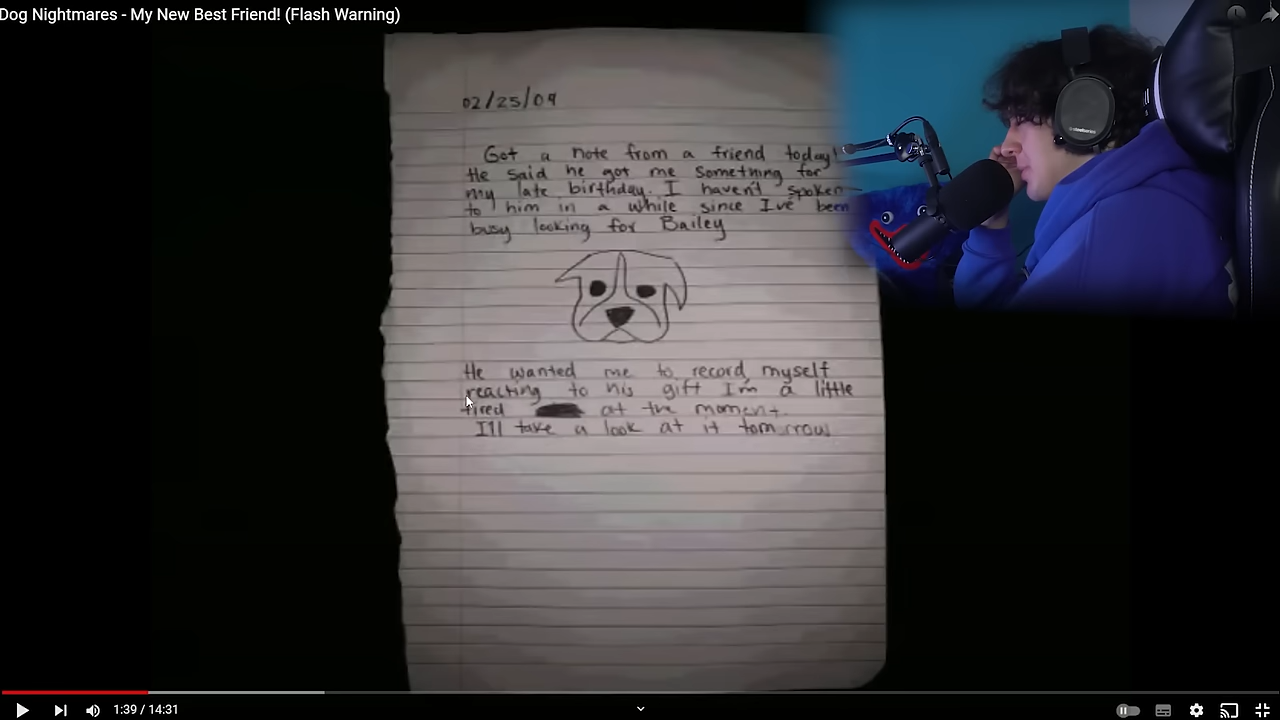 Dog Nightmares - My New Best Friend! (Flash Warning)
02/25/09
Got a note from a friend today!
He said he got me something for
my late birthday. I haven't spoken
to him in a while since I've been
busy looking for Bailey
He wanted me to record myself
reacting to his gift I'm a little
tired at the moment.
I'll take a look at it tomorrow
1:39 / 14:31